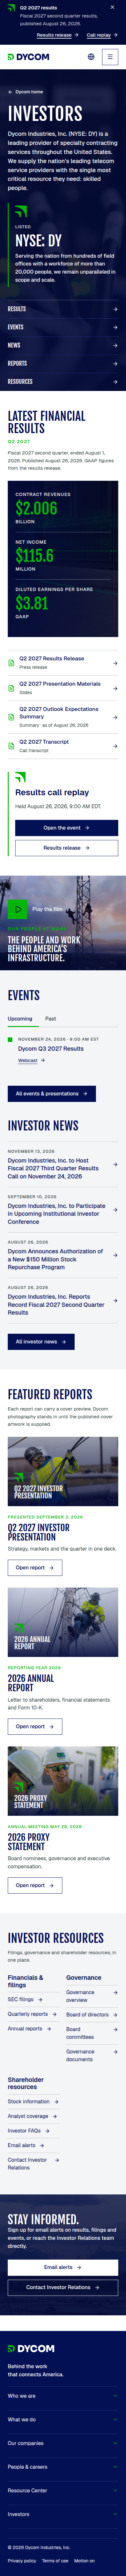 Q2 2027 results
Fiscal 2027 second quarter results,
published August 26, 2026.
Results release
Call replay
DYCOM
Dycom home
INVESTORS
Dycom Industries, Inc. (NYSE: DY) is a
leading provider of specialty contracting
services throughout the United States.
We supply the nation's leading telecom
service providers with one critical
resource they need: skilled people.
LISTED
NYSE: DY
Serving the nation from hundreds of field
offices with a workforce of more than
20,000 people, we remain unparalleled in
scope and scale.
RESULTS
EVENTS
NEWS
REPORTS
RESOURCES
LATEST FINANCIAL
RESULTS
Q2 2027
Fiscal 2027 second quarter, ended August 1,
2026. Published August 26, 2026. GAAP figures
from the results release.
CONTRACT REVENUES
$2.006
BILLION
NET INCOME
$115.6
MILLION
DILUTED EARNINGS PER SHARE
$3.81
GAAP
Q2 2027 Results Release
Press release
Q2 2027 Presentation Materials
Slides
Q2 2027 Outlook Expectations
Summary
Summary · as of August 26, 2026
Q2 2027 Transcript
Call transcript
Results call replay
Held August 26, 2026, 9:00 AM EDT.
Open the event
Results release
Play the film
OUR PEOPLE AT WORK
THE PEOPLE AND WORK
BEHIND AMERICA'S
INFRASTRUCTURE.
EVENTS
Upcoming
Past
NOVEMBER 24, 2026 · 9:00 AM EST
Dycom Q3 2027 Results
Webcast
All events & presentations
INVESTOR NEWS
NOVEMBER 12, 2026
Dycom Industries, Inc. to Host
Fiscal 2027 Third Quarter Results
Call on November 24, 2026
SEPTEMBER 10, 2026
Dycom Industries, Inc. to Participate
in Upcoming Institutional Investor
Conference
AUGUST 26, 2026
Dycom Announces Authorization of
a New $150 Million Stock
Repurchase Program
AUGUST 26, 2026
Dycom Industries, Inc. Reports
Record Fiscal 2027 Second Quarter
Results
All investor news
FEATURED REPORTS
Each report can carry a cover preview. Dycom
photography stands in until the published cover
artwork is supplied.
Q2 2027 INVESTOR
PRESENTATION
PRESENTED SEPTEMBER 2, 2026
Q2 2027 INVESTOR
PRESENTATION
Strategy, markets and the quarter in one deck.
Open report
2026 ANNUAL
REPORT
REPORTING YEAR 2026
2026 ANNUAL
REPORT
Letter to shareholders, financial statements
and Form 10-K.
Open report
2026 PROXY
STATEMENT
ANNUAL MEETING MAY 28, 2026
2026 PROXY
STATEMENT
Board nominees, governance and executive
compensation.
Open report
INVESTOR RESOURCES
Filings, governance and shareholder resources, in
one place.
Financials &
filings
SEC filings
Quarterly reports
Annual reports
Governance
Governance
overview
Board of directors
Board
committees
Governance
documents
Shareholder
resources
Stock information
Analyst coverage
Investor FAQs
Email alerts
Contact Investor
Relations
STAY INFORMED.
Sign up for email alerts on results, filings and
events, or reach the Investor Relations team
directly.
Email alerts
Contact Investor Relations
DYCOM
Behind the work
that connects America.
Who we are
What we do
Our companies
People & careers
Resource Center
Investors
© 2026 Dycom Industries, Inc.
Privacy policy
Terms of use
Motion on